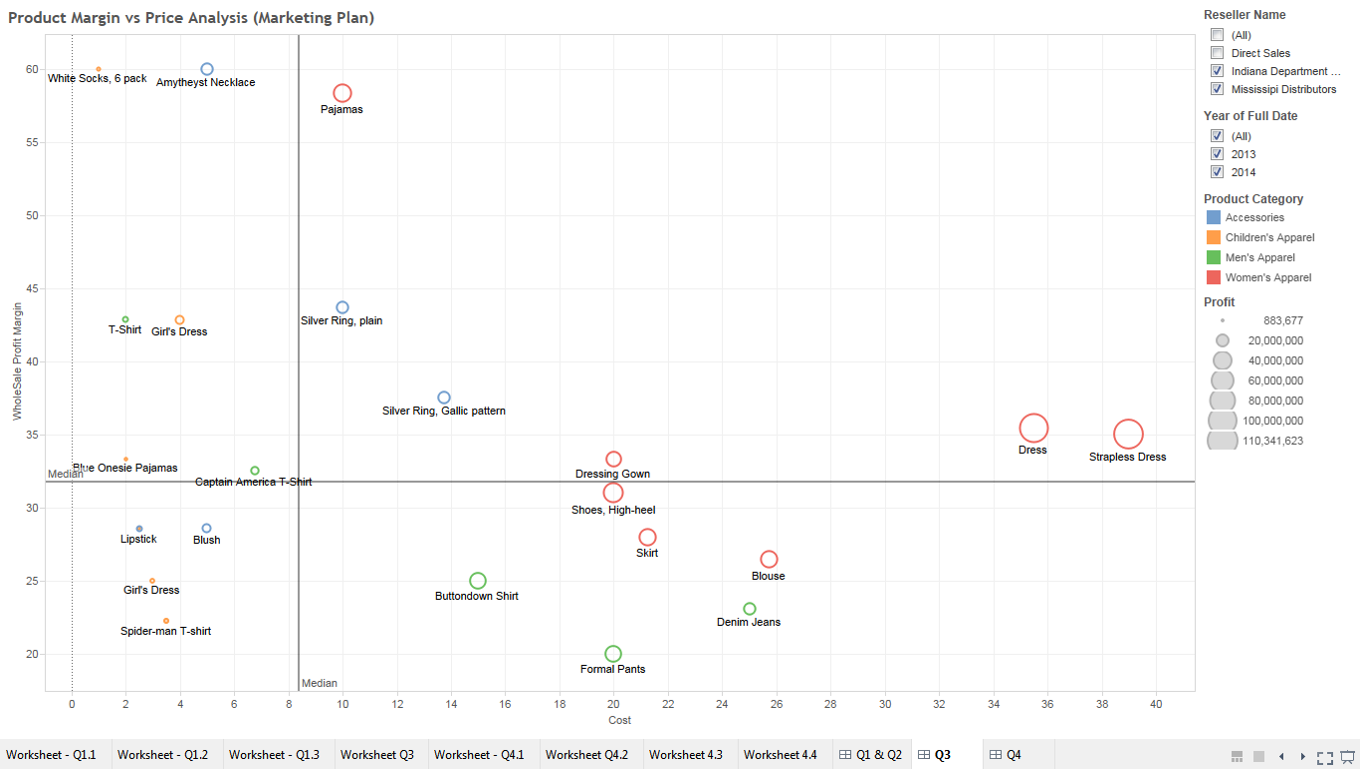 Product Margin vs Price Analysis (Marketing Plan)
Reseller Name
(All)
Direct Sales
Indiana Department ...
Mississipi Distributors
Year of Full Date
(All)
2013
2014
Product Category
Accessories
Children's Apparel
Men's Apparel
Women's Apparel
Profit
883,677
20,000,000
40,000,000
60,000,000
80,000,000
100,000,000
110,341,623
WholeSale Profit Margin
60
55
50
45
40
35
30
25
20
White Socks, 6 pack
Amytheyst Necklace
Pajamas
T-Shirt
Girl's Dress
Silver Ring, plain
Silver Ring, Gallic pattern
Dress
Strapless Dress
Blue Onesie Pajamas
Median
Captain America T-Shirt
Dressing Gown
Shoes, High-heel
Lipstick
Blush
Skirt
Blouse
Girl's Dress
Buttondown Shirt
Spider-man T-shirt
Denim Jeans
Formal Pants
Median
0 2 4 6 8 10 12 14 16 18 20 22 24 26 28 30 32 34 36 38 40
Cost
Worksheet - Q1.1 Worksheet - Q1.2 Worksheet - Q1.3 Worksheet Q3 Worksheet - Q4.1 Worksheet Q4.2 Worksheet 4.3 Worksheet 4.4 Q1 & Q2 Q3 Q4